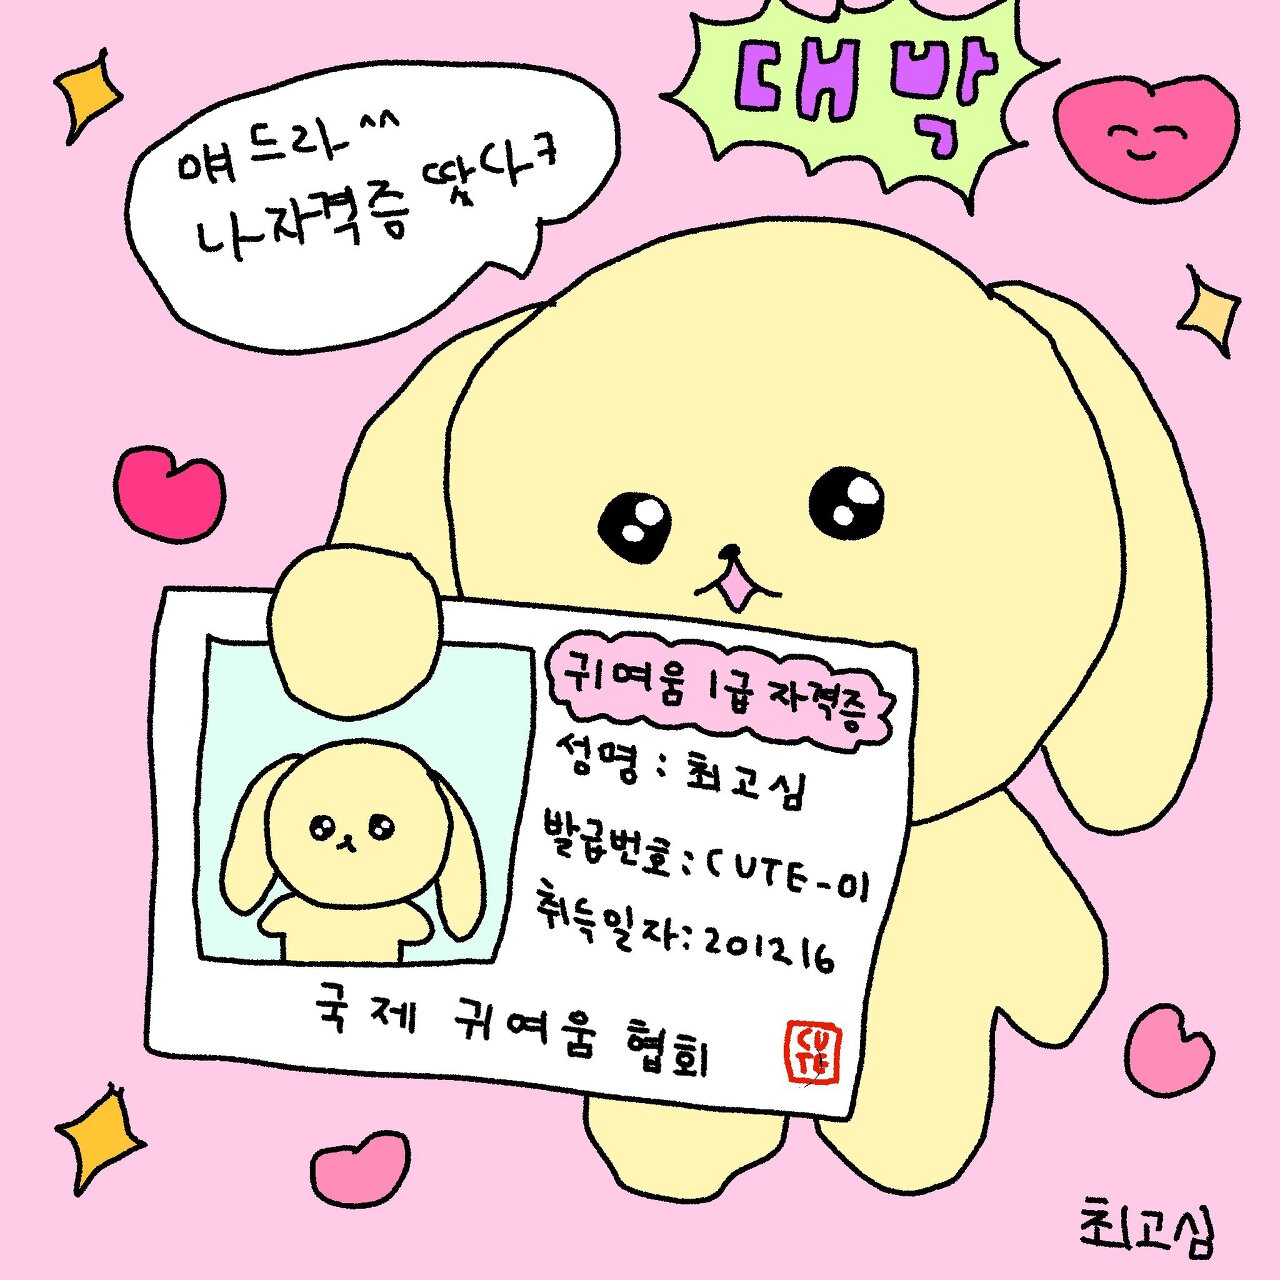 대박
얘드라^^
나자격증 땄다ㅋ
귀여움 1급 자격증
성명 : 최고심
발급번호 : CUTE-01
취득일자 : 201216
국제 귀여움 협회
CU
TE
최고심